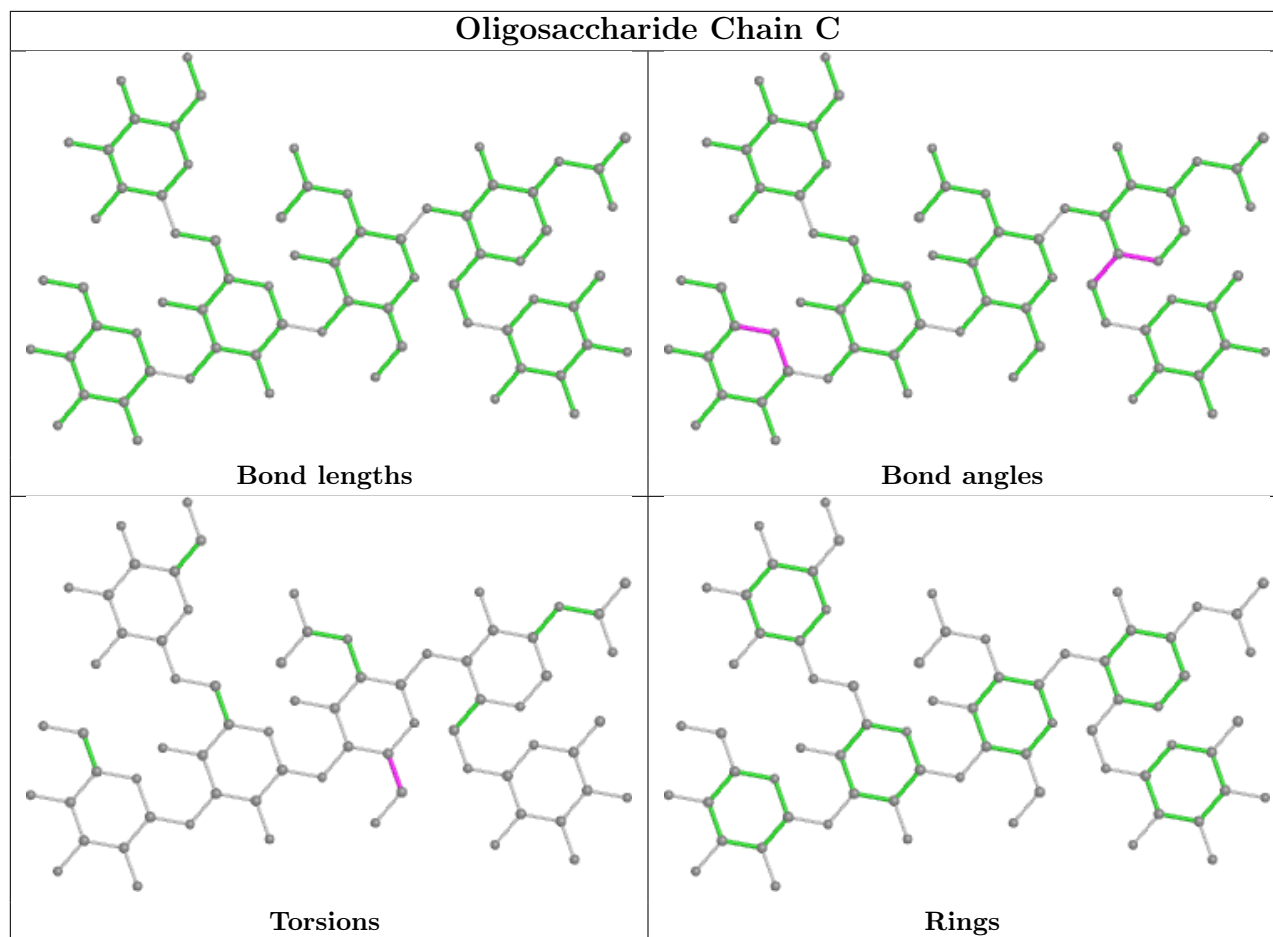 Oligosaccharide Chain C
Bond lengths
Bond angles
Torsions
Rings